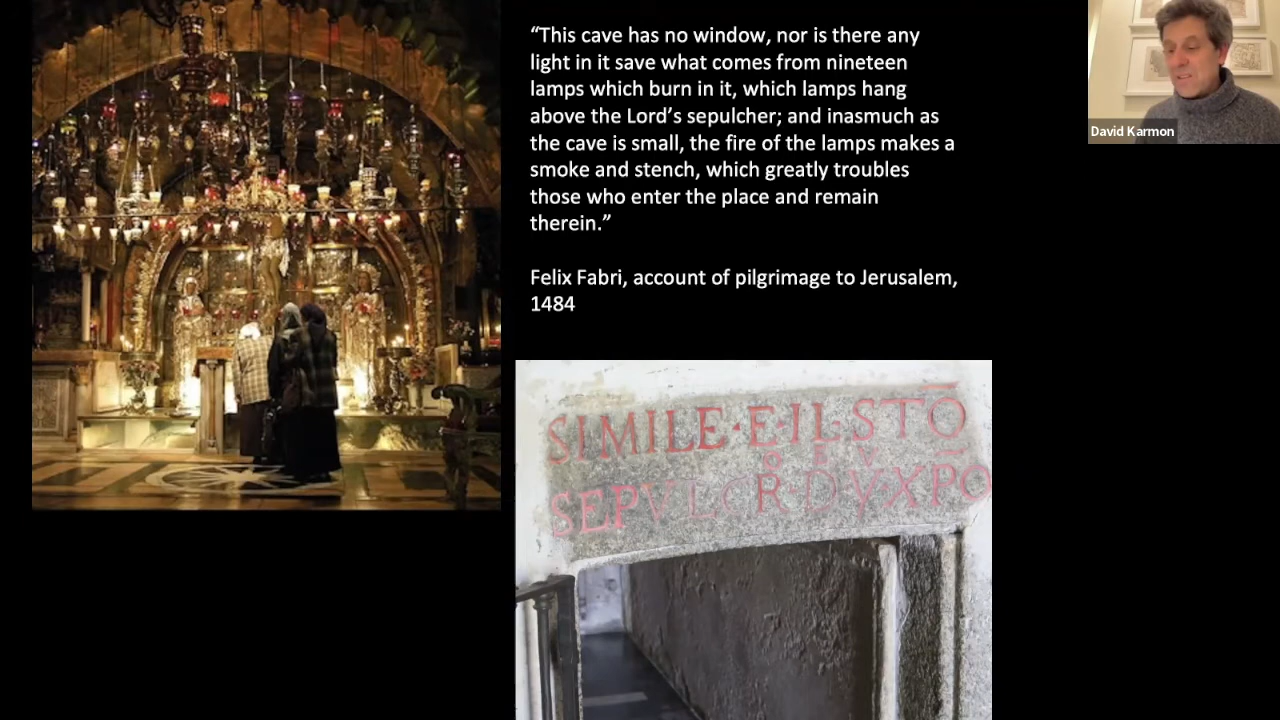 “This cave has no window, nor is there any
light in it save what comes from nineteen
lamps which burn in it, which lamps hang
above the Lord’s sepulcher; and inasmuch as
the cave is small, the fire of the lamps makes a
smoke and stench, which greatly troubles
those who enter the place and remain
therein.”
Felix Fabri, account of pilgrimage to Jerusalem,
1484
David Karmon
SIMILE·E·IL·STŌ
SEPVLCR·D